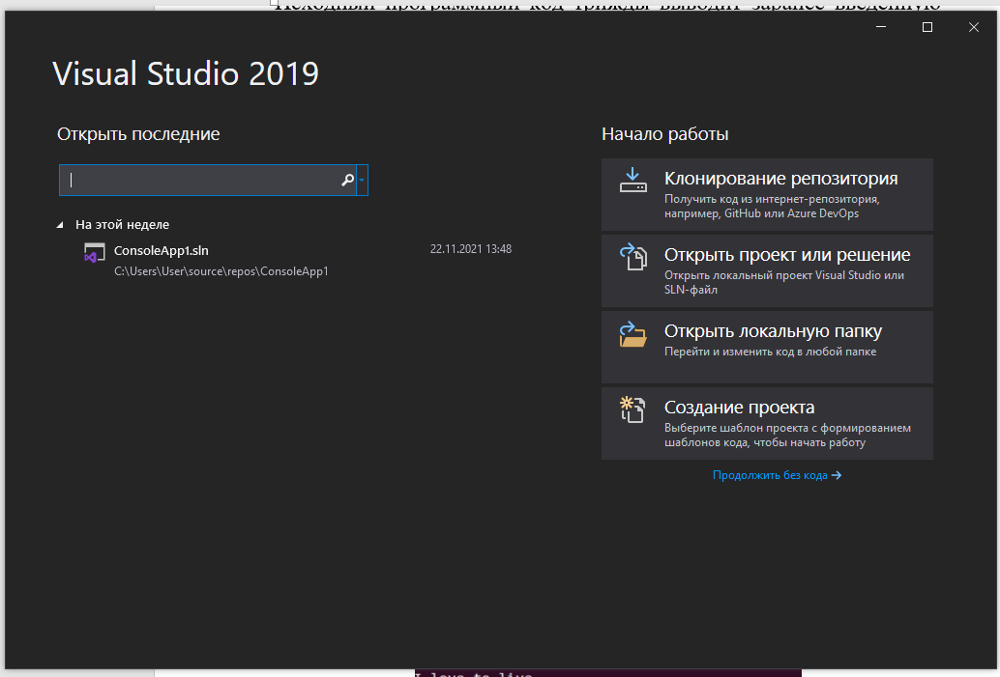 Исходный программный код трижды выводит заранее введенную
Visual Studio 2019
Открыть последние
На этой неделе
ConsoleApp1.sln
22.11.2021 13:48
C:\Users\User\source\repos\ConsoleApp1
Начало работы
Клонирование репозитория
Получить код из интернет-репозитория,
например, GitHub или Azure DevOps
Открыть проект или решение
Открыть локальный проект Visual Studio или
SLN-файл
Открыть локальную папку
Перейти и изменить код в любой папке
Создание проекта
Выберите шаблон проекта с формированием
шаблонов кода, чтобы начать работу
Продолжить без кода →
I love to live